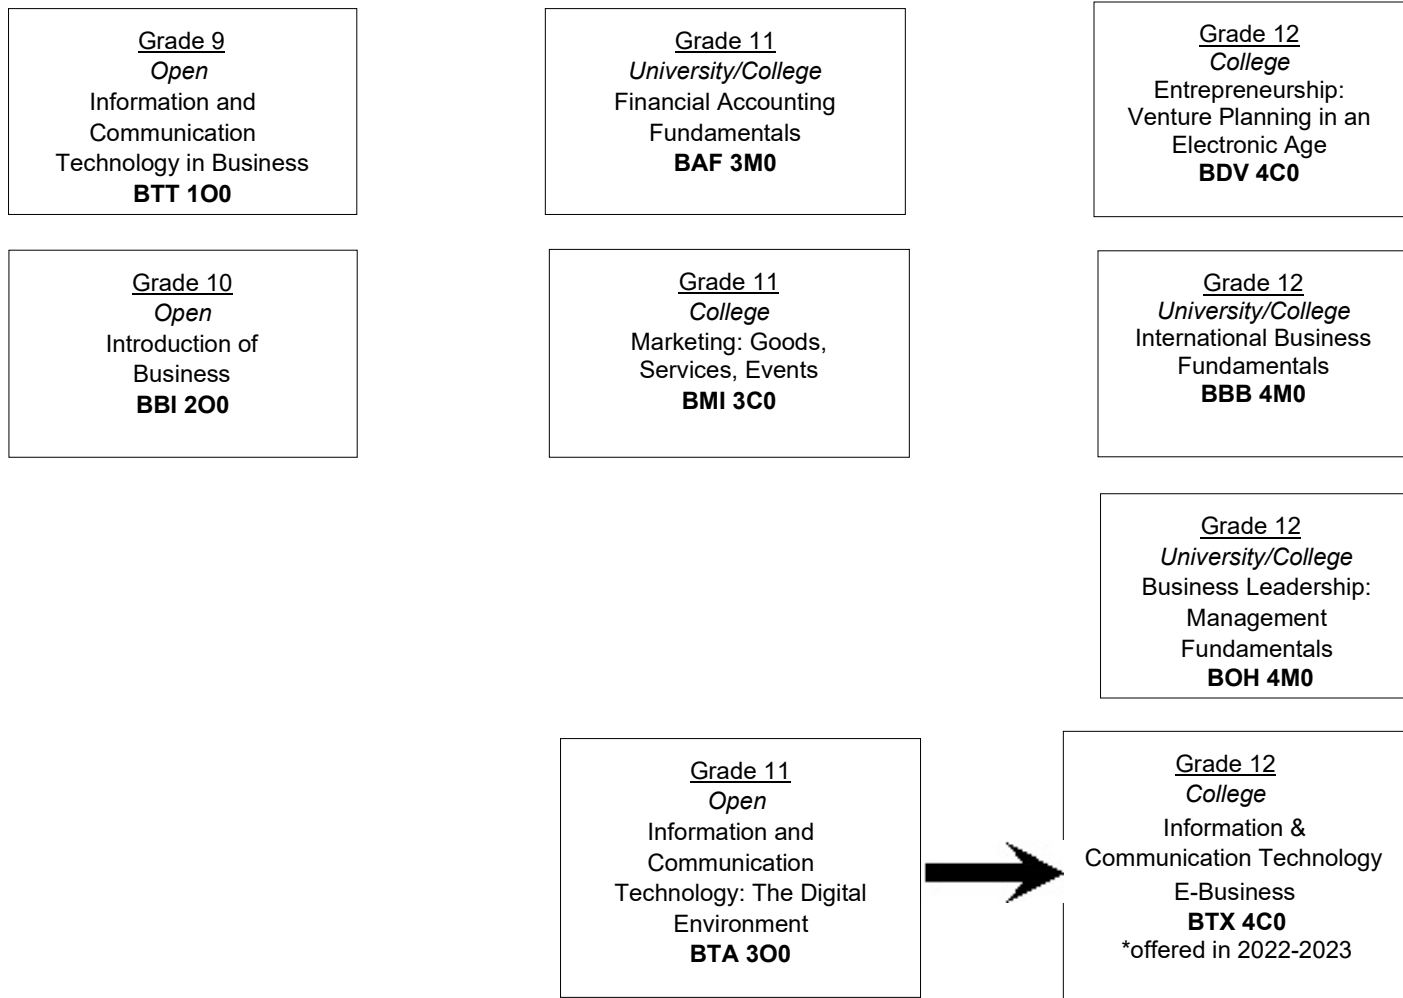 Grade 9
Open
Information and
Communication
Technology in Business
BTT 1O0
Grade 11
University/College
Financial Accounting
Fundamentals
BAF 3M0
Grade 12
College
Entrepreneurship:
Venture Planning in an
Electronic Age
BDV 4C0
Grade 10
Open
Introduction of
Business
BBI 2O0
Grade 11
College
Marketing: Goods,
Services, Events
BMI 3C0
Grade 12
University/College
International Business
Fundamentals
BBB 4M0
Grade 12
University/College
Business Leadership:
Management
Fundamentals
BOH 4M0
Grade 11
Open
Information and
Communication
Technology: The Digital
Environment
BTA 3O0
Grade 12
College
Information &
Communication Technology
E-Business
BTX 4C0
*offered in 2022-2023